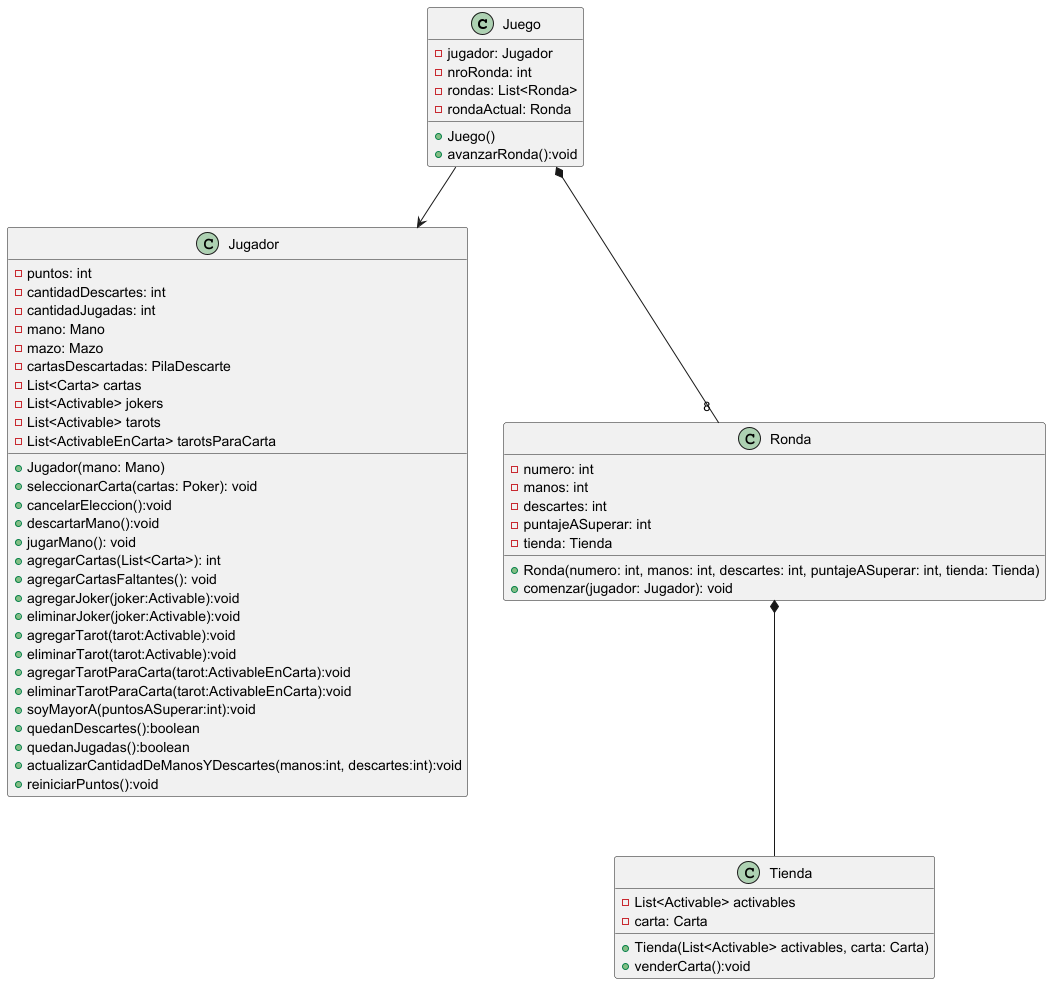 C Juego
jugador: Jugador
nroRonda: int
rondas: List<Ronda>
rondaActual: Ronda
Juego()
avanzarRonda():void
C Jugador
puntos: int
cantidadDescartes: int
cantidadJugadas: int
mano: Mano
mazo: Mazo
cartasDescartadas: PilaDescarte
List<Carta> cartas
List<Activable> jokers
List<Activable> tarots
List<ActivableEnCarta> tarotsParaCarta
Jugador(mano: Mano)
seleccionarCarta(cartas: Poker): void
cancelarEleccion():void
descartarMano():void
jugarMano(): void
agregarCartas(List<Carta>): int
agregarCartasFaltantes(): void
agregarJoker(joker:Activable):void
eliminarJoker(joker:Activable):void
agregarTarot(tarot:Activable):void
eliminarTarot(tarot:Activable):void
agregarTarotParaCarta(tarot:ActivableEnCarta):void
eliminarTarotParaCarta(tarot:ActivableEnCarta):void
soyMayorA(puntosASuperar:int):void
quedanDescartes():boolean
quedanJugadas():boolean
actualizarCantidadDeManosYDescartes(manos:int, descartes:int):void
reiniciarPuntos():void
8
C Ronda
numero: int
manos: int
descartes: int
puntajeASuperar: int
tienda: Tienda
Ronda(numero: int, manos: int, descartes: int, puntajeASuperar: int, tienda: Tienda)
comenzar(jugador: Jugador): void
C Tienda
List<Activable> activables
carta: Carta
Tienda(List<Activable> activables, carta: Carta)
venderCarta():void